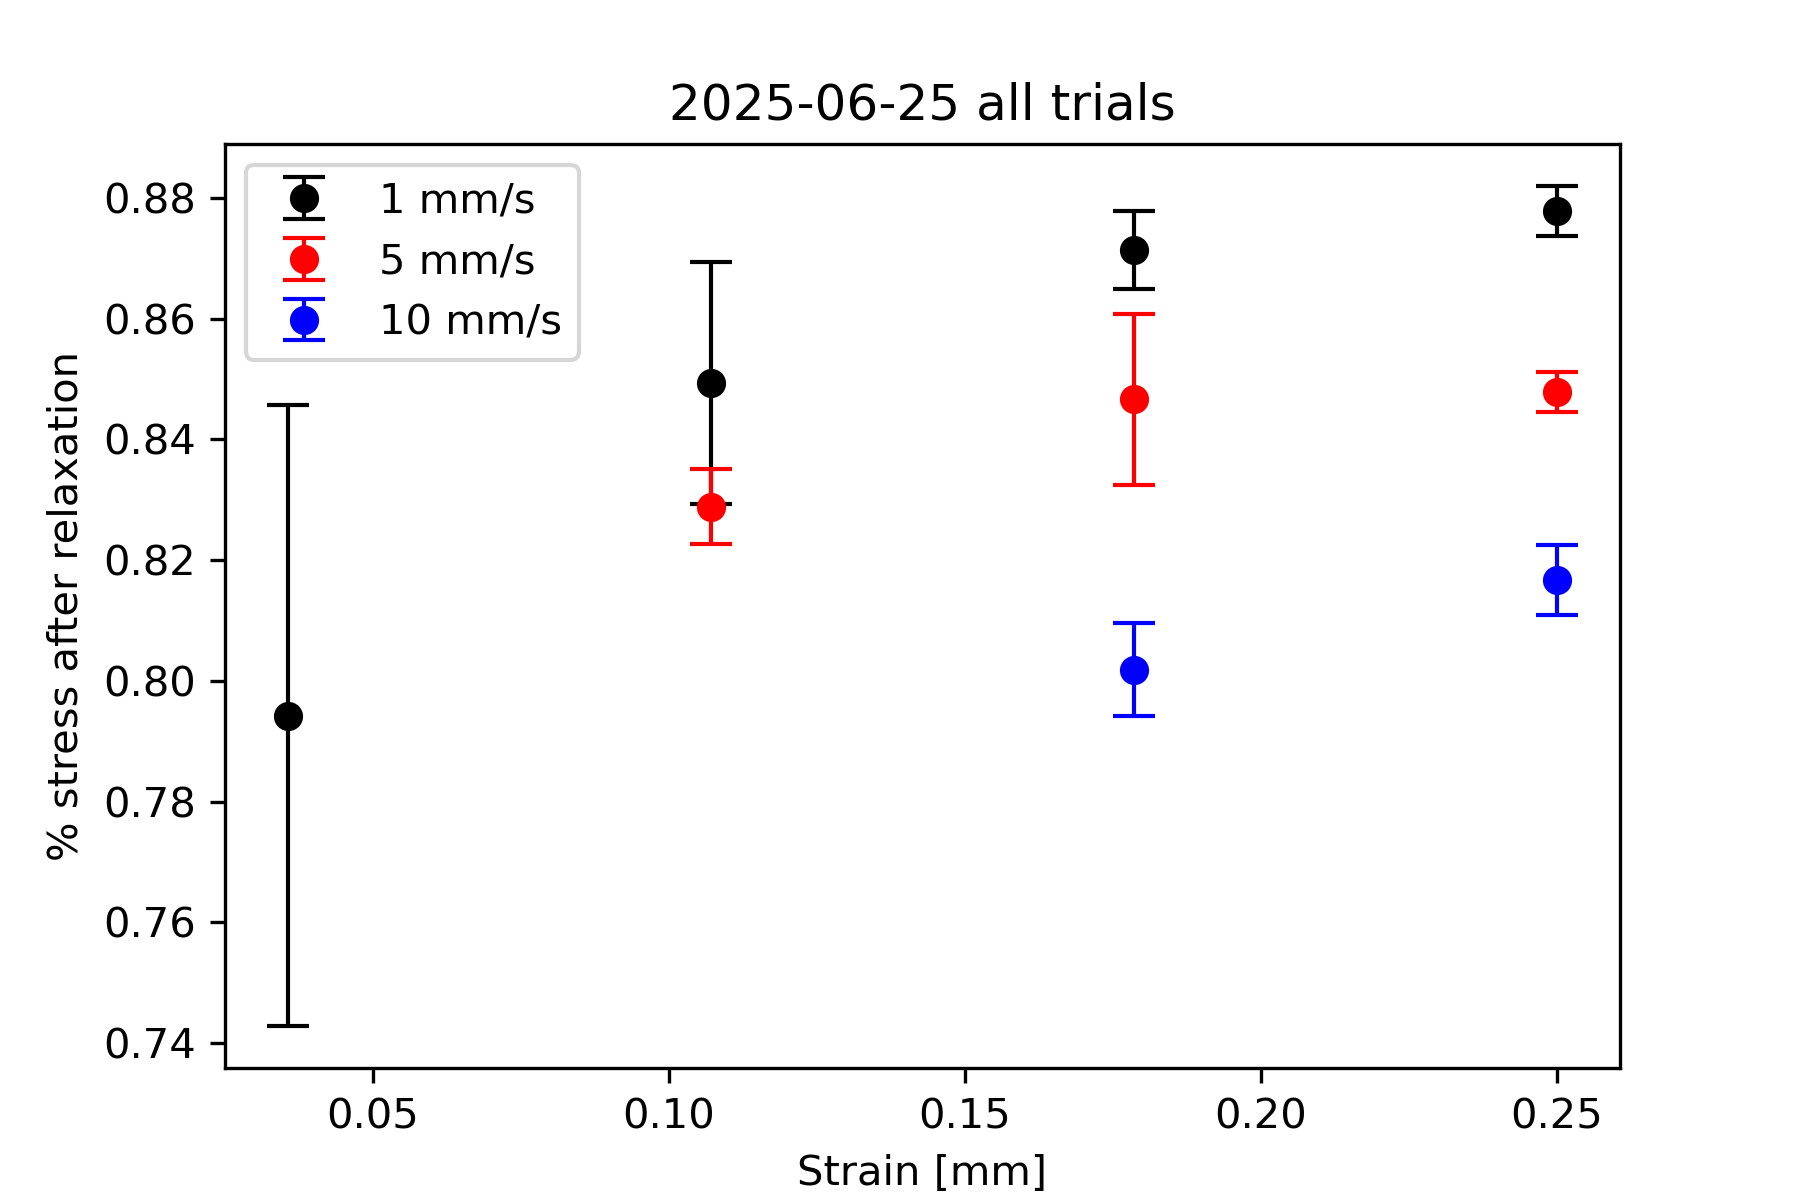 2025-06-25 all trials
1 mm/s
5 mm/s
10 mm/s
% stress after relaxation
0.88
0.86
0.84
0.82
0.80
0.78
0.76
0.74
0.05
0.10
0.15
0.20
0.25
Strain [mm]